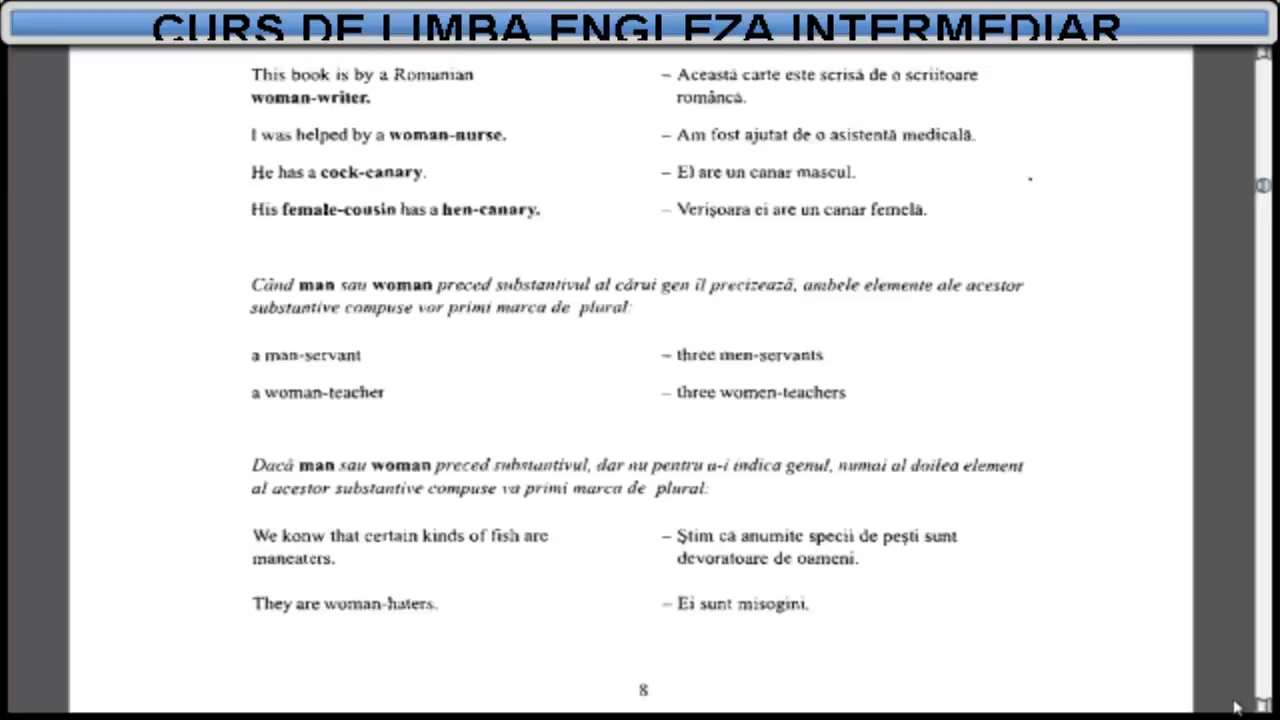 CURS DE LIMBA ENGLEZA INTERMEDIAR
This book is by a Romanian – Această carte este scrisă de o scriitoare
woman-writer. româncă.
I was helped by a woman-nurse. – Am fost ajutat de o asistentă medicală.
He has a cock-canary. – El are un canar mascul.
His female-cousin has a hen-canary. – Verişoara ei are un canar femelă.
Când man sau woman preced substantivul al cărui gen îl precizează, ambele elemente ale acestor
substantive compuse vor primi marca de plural:
a man-servant – three men-servants
a woman-teacher – three women-teachers
Dacă man sau woman preced substantivul, dar nu pentru a-i indica genul, numai al doilea element
al acestor substantive compuse va primi marca de plural:
We konw that certain kinds of fish are – Ştim că anumite specii de peşti sunt
maneaters. devoratoare de oameni.
They are woman-haters. – Ei sunt misogini.
8